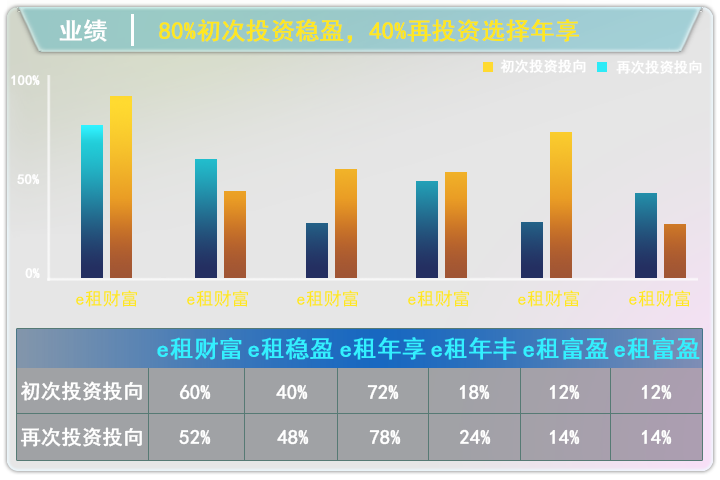 业绩 80%初次投资稳盈，40%再投资选择年享
初次投资投向 再次投资投向
100%
50%
0%
e租财富 e租财富 e租财富 e租财富 e租财富 e租财富
e租财富 e租稳盈 e租年享 e租年丰 e租富盈 e租富盈
初次投资投向 60% 40% 72% 18% 12% 12%
再次投资投向 52% 48% 78% 24% 14% 14%